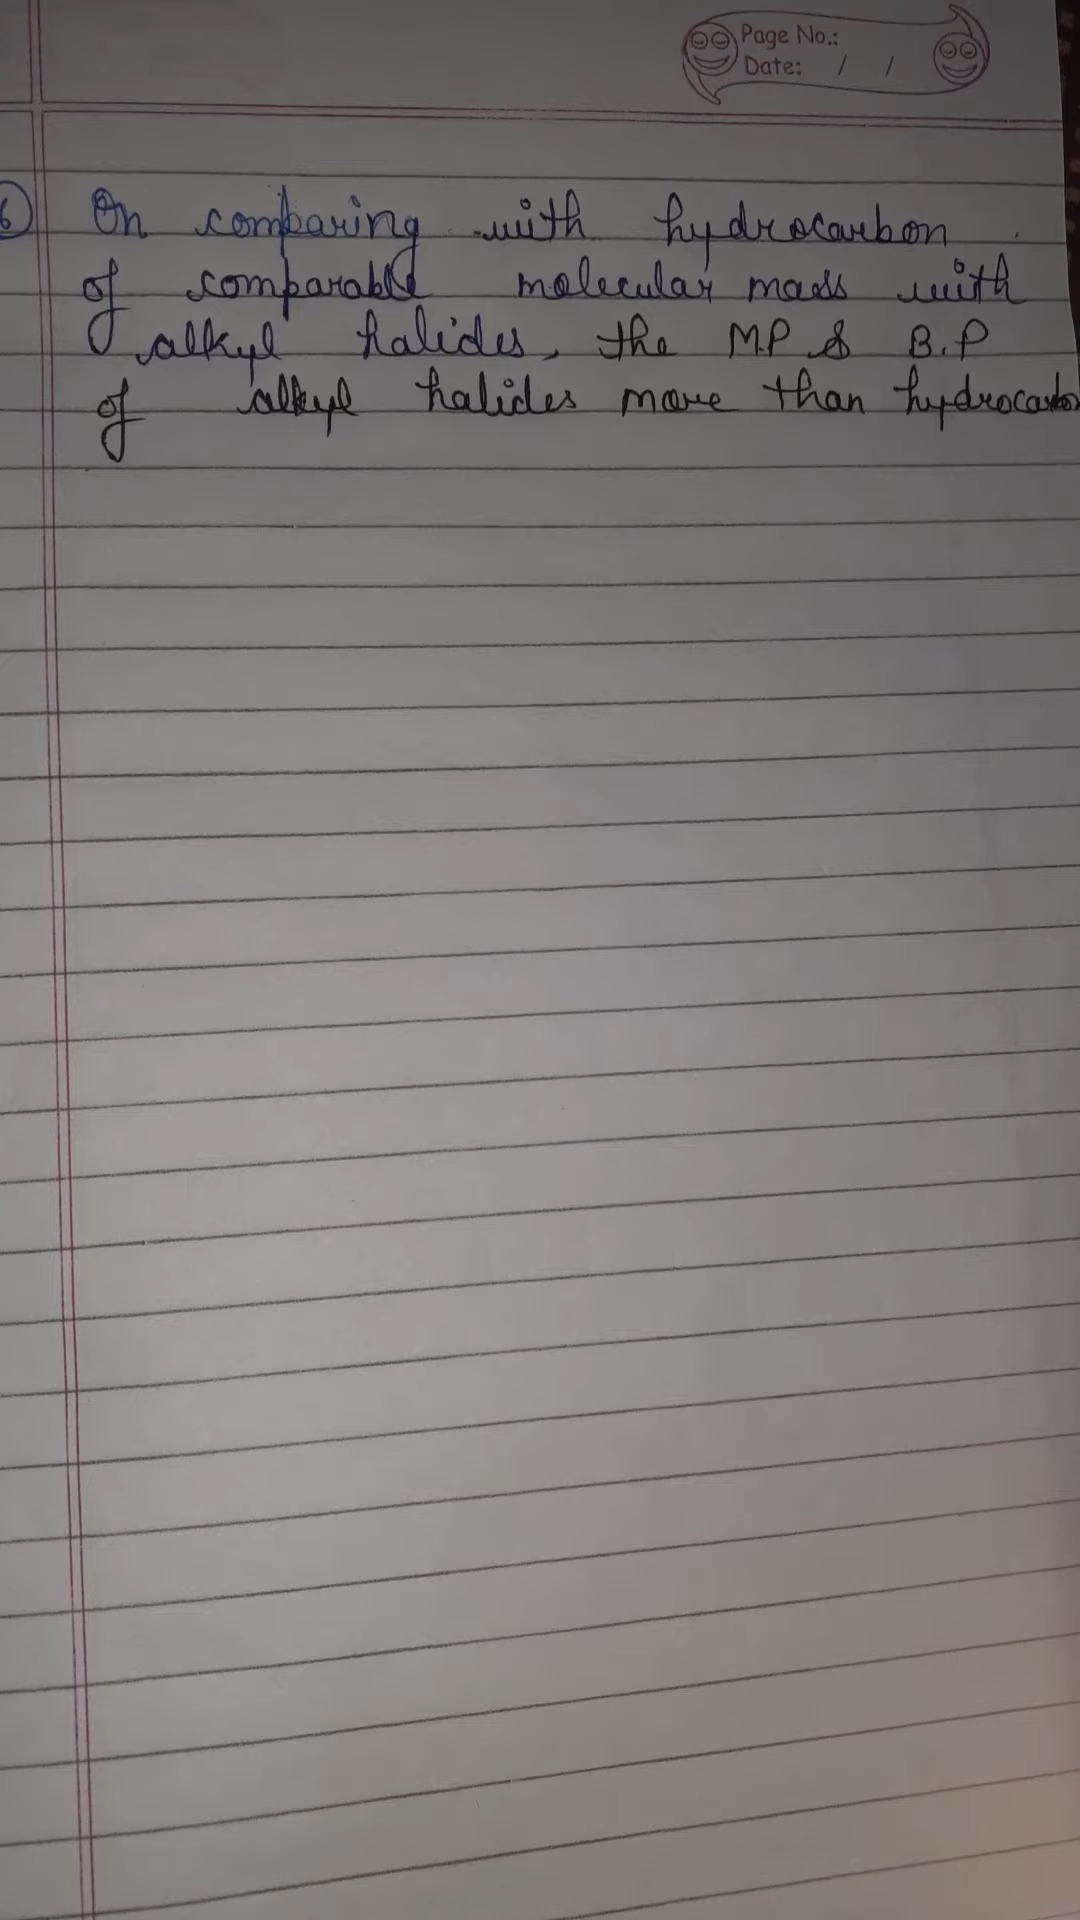 Page No.:
Date: / /
6 On comparing with hydrocarbon
of comparable molecular mass with
alkyl halides, the M.P & B.P
of alkyl halides more than hydrocarbon